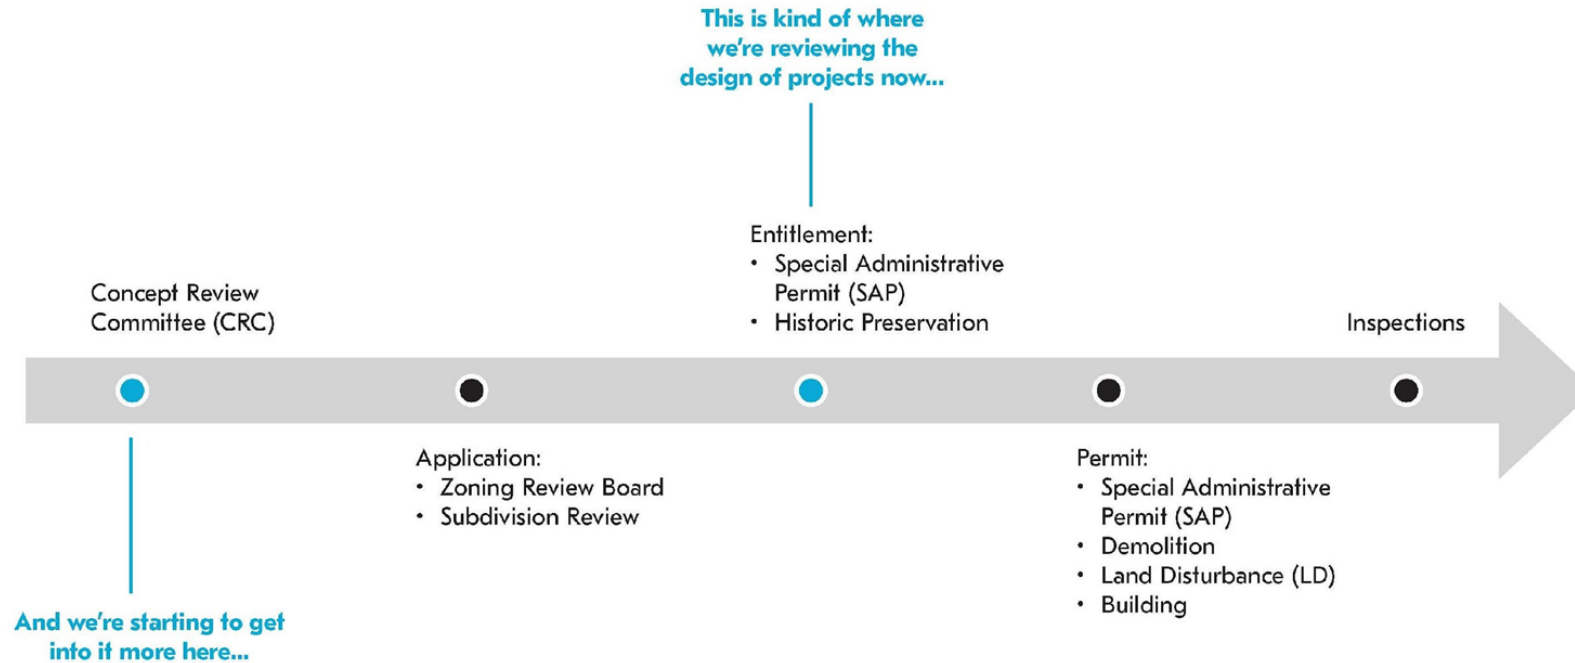 This is kind of where
we're reviewing the
design of projects now...
Concept Review
Committee (CRC)
Entitlement:
• Special Administrative
Permit (SAP)
• Historic Preservation
Inspections
Application:
• Zoning Review Board
• Subdivision Review
Permit:
• Special Administrative
Permit (SAP)
• Demolition
• Land Disturbance (LD)
• Building
And we're starting to get
into it more here...